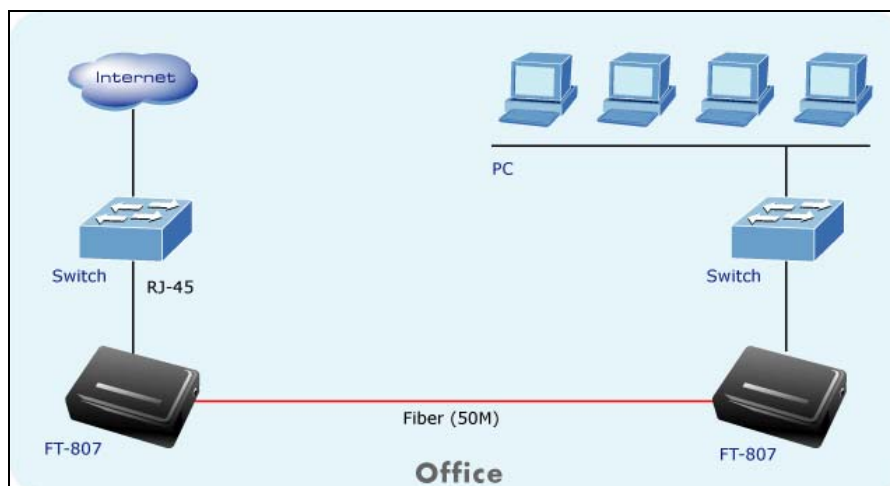 Internet
PC
Switch
RJ-45
Switch
Fiber (50M)
FT-807
FT-807
Office